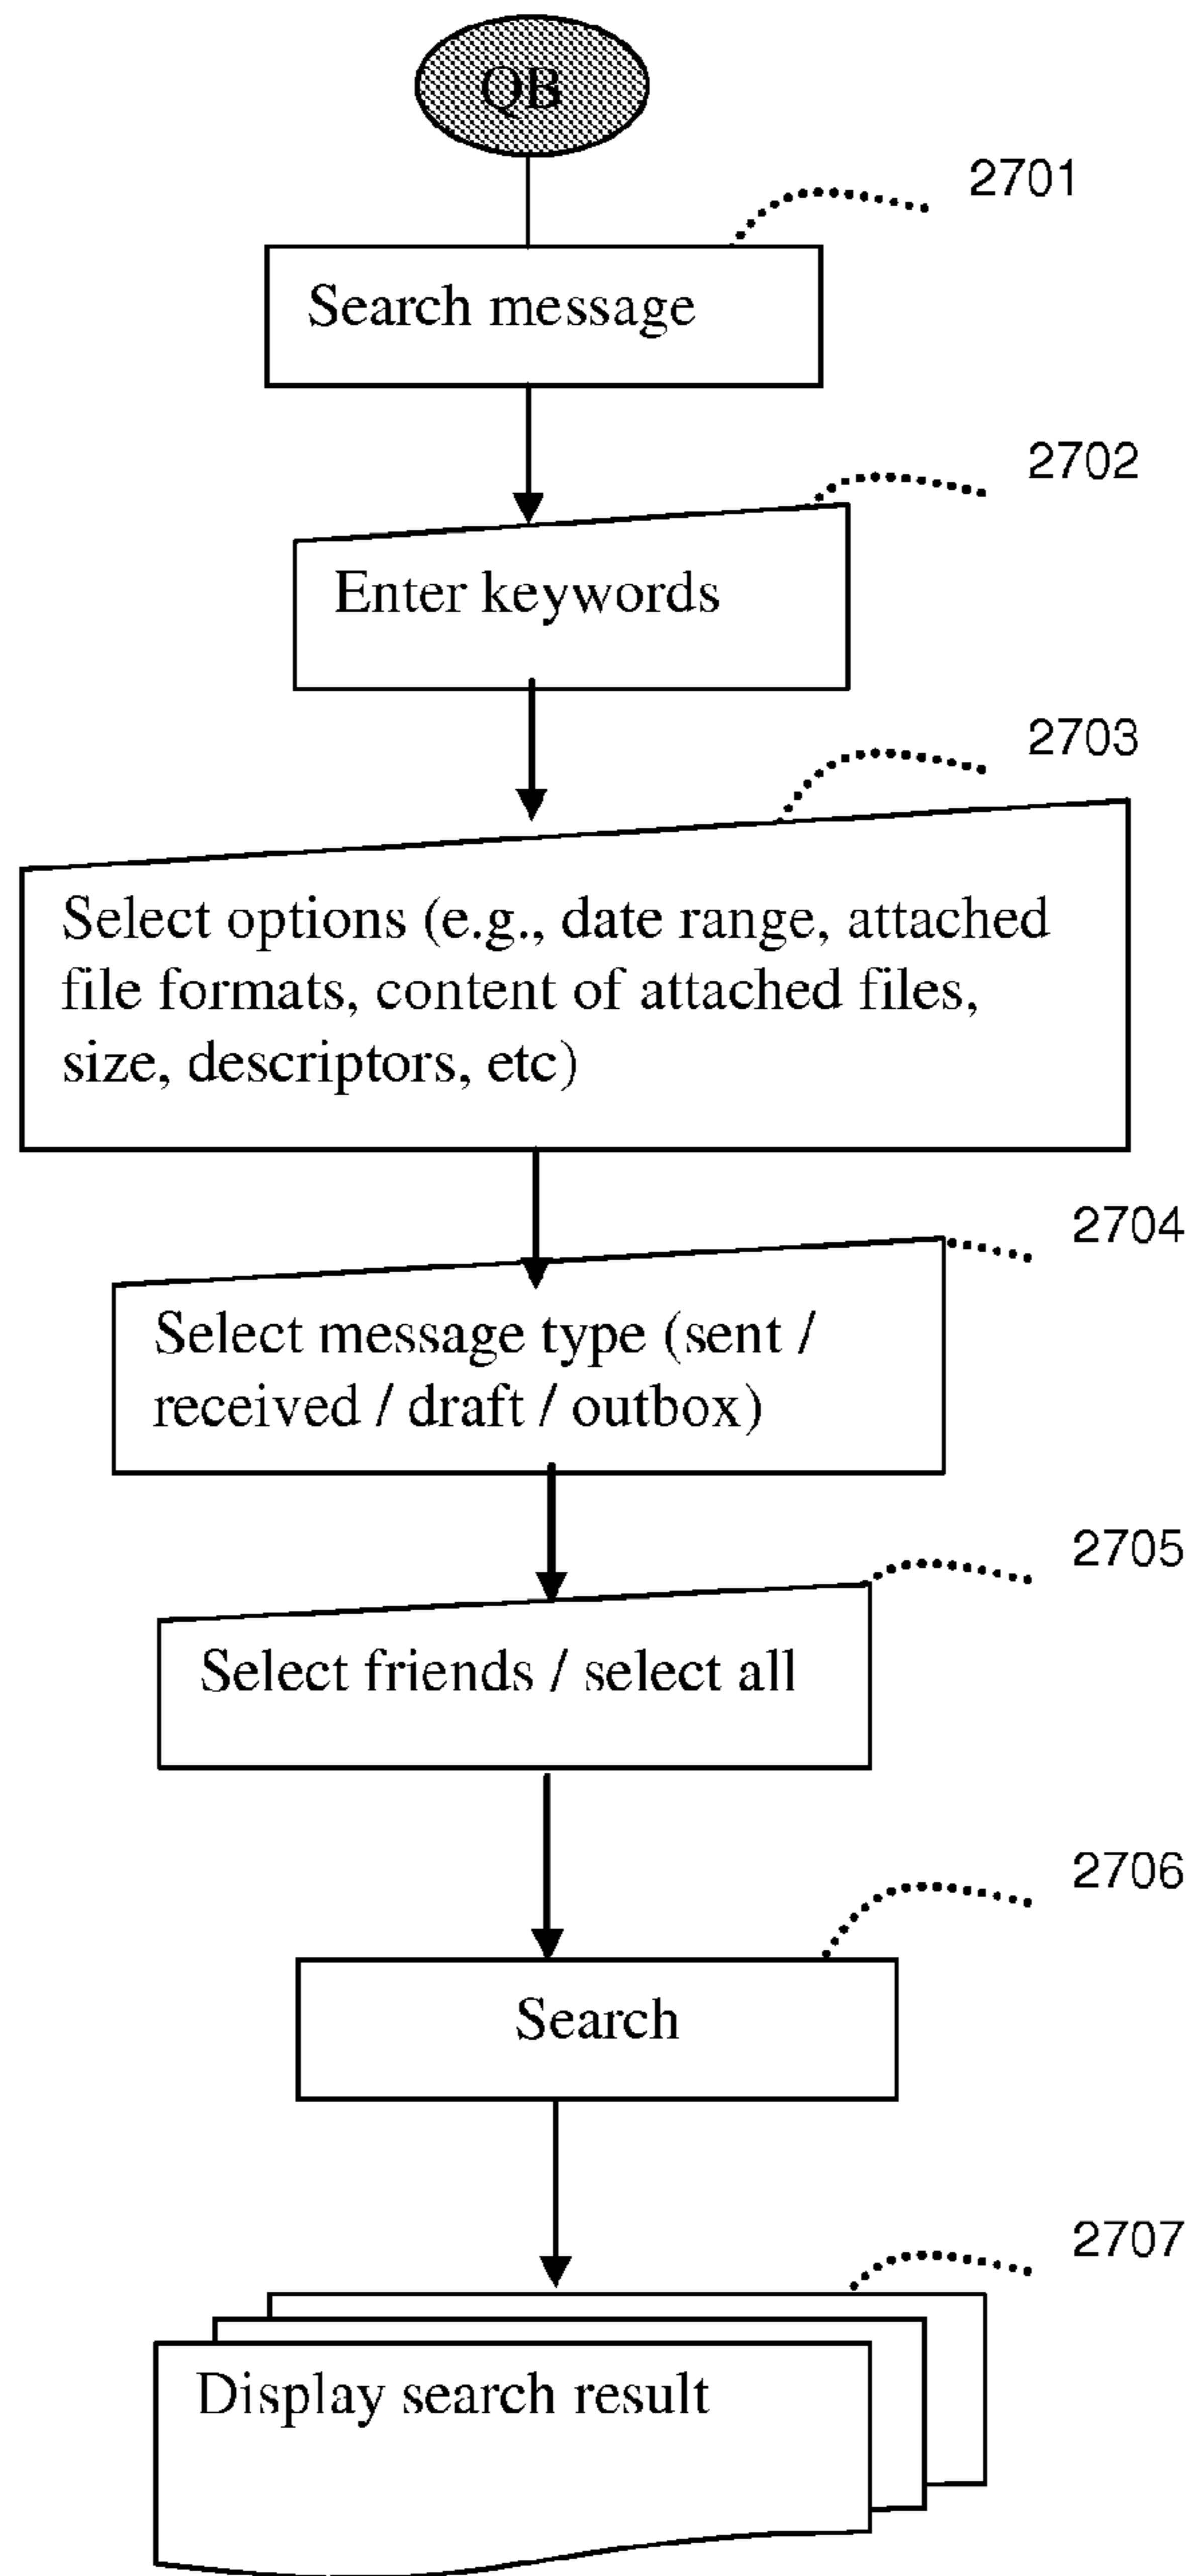 QB
2701
Search message
2702
Enter keywords
2703
Select options (e.g., date range, attached
file formats, content of attached files,
size, descriptors, etc)
2704
Select message type (sent /
received / draft / outbox)
2705
Select friends / select all
2706
Search
2707
Display search result